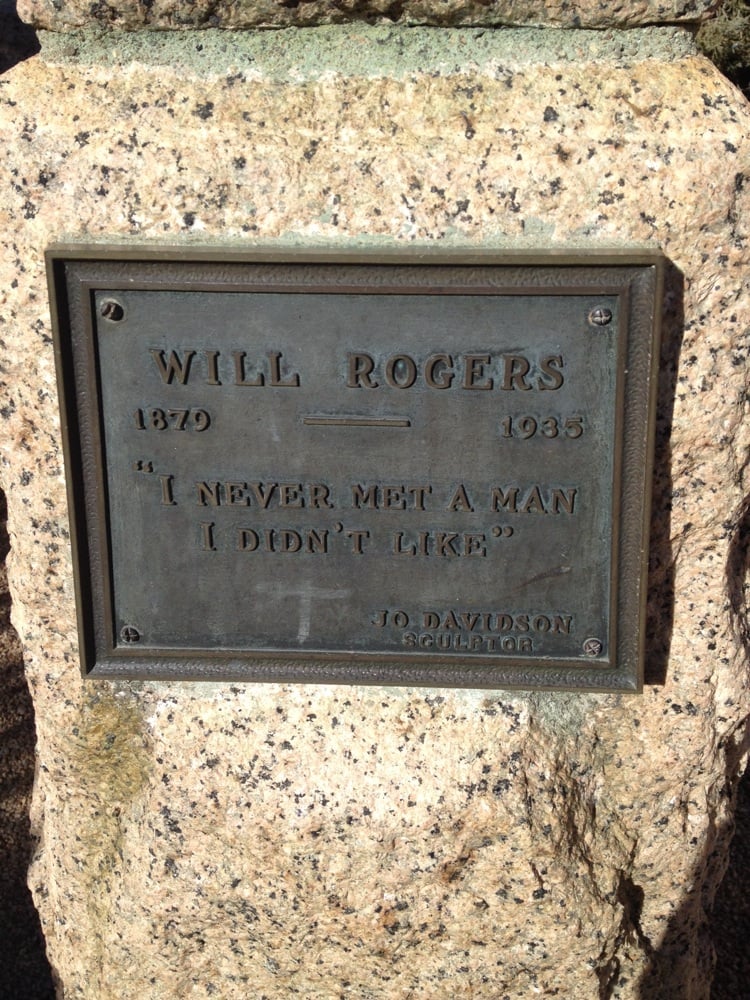 WILL ROGERS
1879 — 1935
"I NEVER MET A MAN
I DIDN'T LIKE"
JO DAVIDSON
SCULPTOR